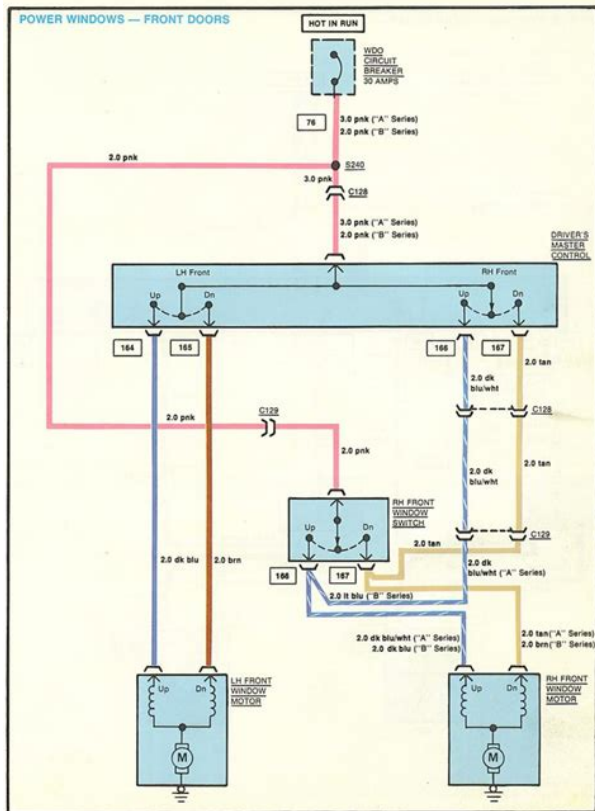 POWER WINDOWS — FRONT DOORS
HOT IN RUN
WDO
CIRCUIT
BREAKER
30 AMPS
76
3.0 pnk ("A" Series)
2.0 pnk ("B" Series)
2.0 pnk
S240
3.0 pnk
C128
3.0 pnk ("A" Series)
2.0 pnk ("B" Series)
DRIVER'S
MASTER
CONTROL
LH Front
RH Front
Up
Dn
Up
Dn
164
165
166
167
2.0 tan
2.0 dk
blu/wht
C128
2.0 pnk
C129
2.0 tan
2.0 dk
blu/wht
2.0 pnk
RH FRONT
WINDOW
SWITCH
Up
Dn
C129
2.0 tan
166
167
2.0 dk blu
2.0 brn
2.0 dk
blu/wht ("A" Series)
2.0 lt blu ("B" Series)
2.0 dk blu/wht ("A" Series)
2.0 dk blu ("B" Series)
2.0 tan ("A" Series)
2.0 brn ("B" Series)
Up
Dn
LH FRONT
WINDOW
MOTOR
M
Up
Dn
RH FRONT
WINDOW
MOTOR
M